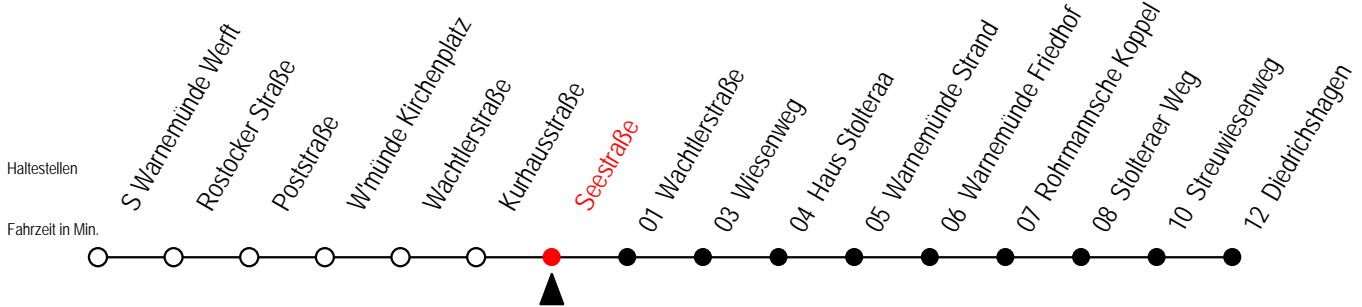 S Warnemünde Werft
Rostocker Straße
Poststraße
W'münde Kirchenplatz
Wachtlerstraße
Kurhausstraße
Seestraße
01 Wachtlerstraße
03 Wiesenweg
04 Haus Stolteraa
05 Warnemünde Strand
06 Warnemünde Friedhof
07 Rohrmannsche Koppel
08 Stolteraer Weg
10 Streuwiesenweg
12 Diedrichshagen
Haltestellen
Fahrzeit in Min.